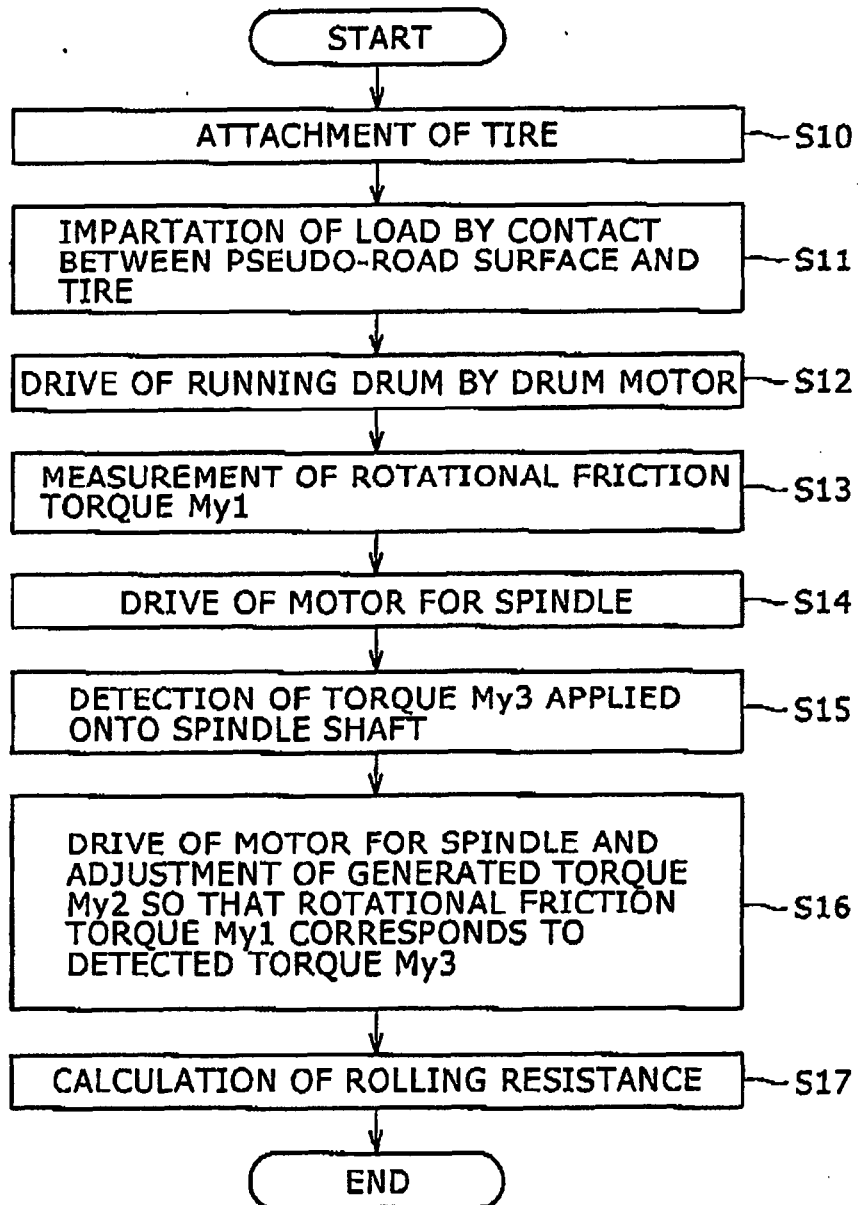 START
ATTACHMENT OF TIRE
S10
IMPARTATION OF LOAD BY CONTACT
BETWEEN PSEUDO-ROAD SURFACE AND
TIRE
S11
DRIVE OF RUNNING DRUM BY DRUM MOTOR
S12
MEASUREMENT OF ROTATIONAL FRICTION
TORQUE My1
S13
DRIVE OF MOTOR FOR SPINDLE
S14
DETECTION OF TORQUE My3 APPLIED
ONTO SPINDLE SHAFT
S15
DRIVE OF MOTOR FOR SPINDLE AND
ADJUSTMENT OF GENERATED TORQUE
My2 SO THAT ROTATIONAL FRICTION
TORQUE My1 CORRESPONDS TO
DETECTED TORQUE My3
S16
CALCULATION OF ROLLING RESISTANCE
S17
END